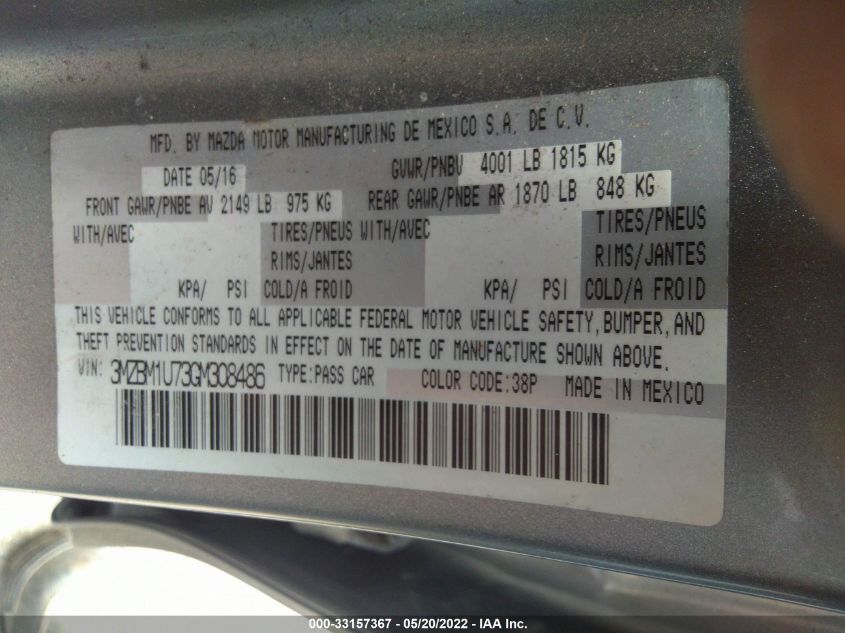 MFD. BY MAZDA MOTOR MANUFACTURING DE MEXICO S.A. DE C.V.
DATE 05/16 GVWR/PNBV 4001 LB 1815 KG
FRONT GAWR/PNBE AV 2149 LB 975 KG REAR GAWR/PNBE AR 1870 LB 848 KG
WITH/AVEC TIRES/PNEUS WITH/AVEC TIRES/PNEUS
RIMS/JANTES RIMS/JANTES
KPA/ PSI COLD/A FROID KPA/ PSI COLD/A FROID
THIS VEHICLE CONFORMS TO ALL APPLICABLE FEDERAL MOTOR VEHICLE SAFETY, BUMPER, AND
THEFT PREVENTION STANDARDS IN EFFECT ON THE DATE OF MANUFACTURE SHOWN ABOVE.
VIN: 3MZBM1U73GM308486 TYPE:PASS CAR COLOR CODE:38P MADE IN MEXICO
000-33157367 - 05/20/2022 - IAA Inc.